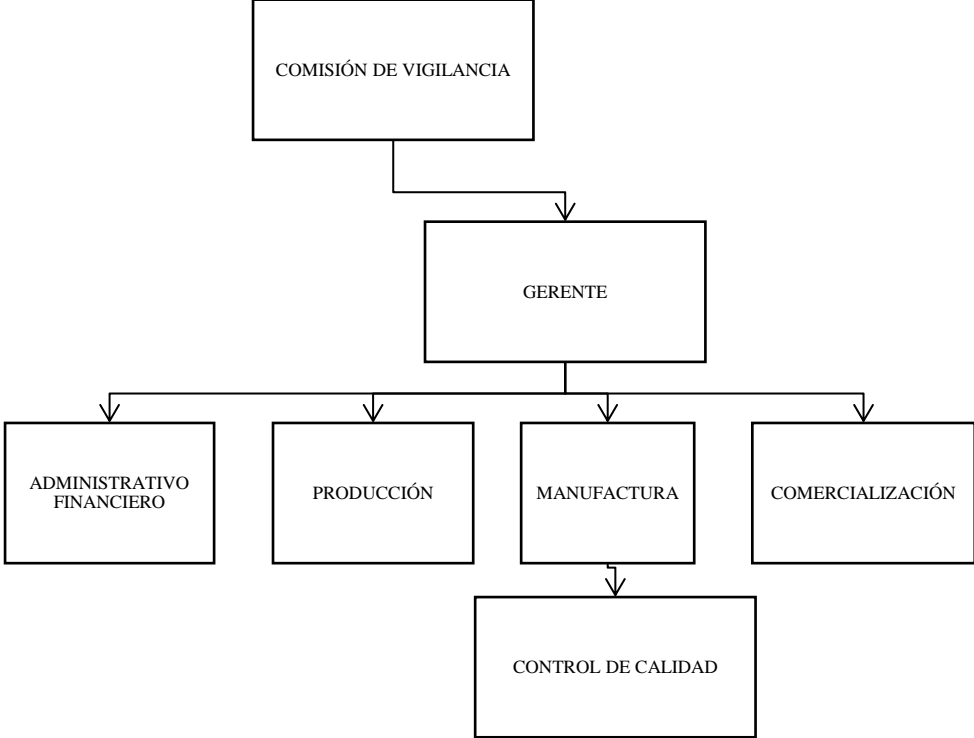 COMISIÓN DE VIGILANCIA
GERENTE
ADMINISTRATIVO
FINANCIERO
PRODUCCIÓN
MANUFACTURA
COMERCIALIZACIÓN
CONTROL DE CALIDAD